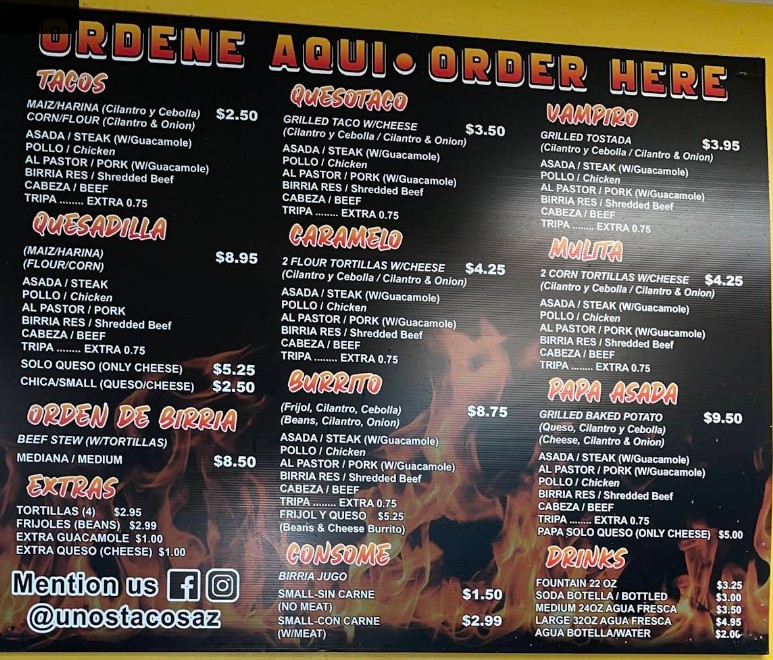 ORDENE AQUI • ORDER HERE
TACOS
MAIZ/HARINA (Cilantro y Cebolla)
CORN/FLOUR (Cilantro & Onion) $2.50
ASADA / STEAK (W/Guacamole)
POLLO / Chicken
AL PASTOR / PORK (W/Guacamole)
BIRRIA RES / Shredded Beef
CABEZA / BEEF
TRIPA ........ EXTRA 0.75
QUESADILLA
(MAIZ/HARINA)
(FLOUR/CORN) $8.95
ASADA / STEAK
POLLO / Chicken
AL PASTOR / PORK
BIRRIA RES / Shredded Beef
CABEZA / BEEF
TRIPA ........ EXTRA 0.75
SOLO QUESO (ONLY CHEESE) $5.25
CHICA/SMALL (QUESO/CHEESE) $2.50
ORDEN DE BIRRIA
BEEF STEW (W/TORTILLAS)
MEDIANA / MEDIUM $8.50
EXTRAS
TORTILLAS (4) $2.95
FRIJOLES (BEANS) $2.99
EXTRA GUACAMOLE $1.00
EXTRA QUESO (CHEESE) $1.00
Mention us
@unostacosaz
QUESOTACO
GRILLED TACO W/CHEESE $3.50
(Cilantro y Cebolla / Cilantro & Onion)
ASADA / STEAK (W/Guacamole)
POLLO / Chicken
AL PASTOR / PORK (W/Guacamole)
BIRRIA RES / Shredded Beef
CABEZA / BEEF
TRIPA ........ EXTRA 0.75
CARAMELO
2 FLOUR TORTILLAS W/CHEESE $4.25
(Cilantro y Cebolla / Cilantro & Onion)
ASADA / STEAK (W/Guacamole)
POLLO / Chicken
AL PASTOR / PORK (W/Guacamole)
BIRRIA RES / Shredded Beef
CABEZA / BEEF
TRIPA ........ EXTRA 0.75
BURRITO
(Frijol, Cilantro, Cebolla) $8.75
(Beans, Cilantro, Onion)
ASADA / STEAK (W/Guacamole)
POLLO / Chicken
AL PASTOR / PORK (W/Guacamole)
BIRRIA RES / Shredded Beef
CABEZA / BEEF
TRIPA ........ EXTRA 0.75
FRIJOL Y QUESO $5.25
(Beans & Cheese Burrito)
CONSOME
BIRRIA JUGO
SMALL-SIN CARNE $1.50
(NO MEAT)
SMALL-CON CARNE $2.99
(W/MEAT)
VAMPIRO
GRILLED TOSTADA $3.95
(Cilantro y Cebolla / Cilantro & Onion)
ASADA / STEAK (W/Guacamole)
POLLO / Chicken
AL PASTOR / PORK (W/Guacamole)
BIRRIA RES / Shredded Beef
CABEZA / BEEF
TRIPA ........ EXTRA 0.75
MULITA
2 CORN TORTILLAS W/CHEESE $4.25
(Cilantro y Cebolla / Cilantro & Onion)
ASADA / STEAK (W/Guacamole)
POLLO / Chicken
AL PASTOR / PORK (W/Guacamole)
BIRRIA RES / Shredded Beef
CABEZA / BEEF
TRIPA ........ EXTRA 0.75
PAPA ASADA
GRILLED BAKED POTATO $9.50
(Queso, Cilantro y Cebolla)
(Cheese, Cilantro & Onion)
ASADA / STEAK (W/Guacamole)
AL PASTOR / PORK (W/Guacamole)
POLLO / Chicken
BIRRIA RES / Shredded Beef
CABEZA / BEEF
TRIPA ........ EXTRA 0.75
PAPA SOLO QUESO (ONLY CHEESE) $5.00
DRINKS
FOUNTAIN 22 OZ $3.25
SODA BOTELLA / BOTTLED $3.00
MEDIUM 24OZ AGUA FRESCA $3.50
LARGE 32OZ AGUA FRESCA $4.95
AGUA BOTELLA/WATER $2.00